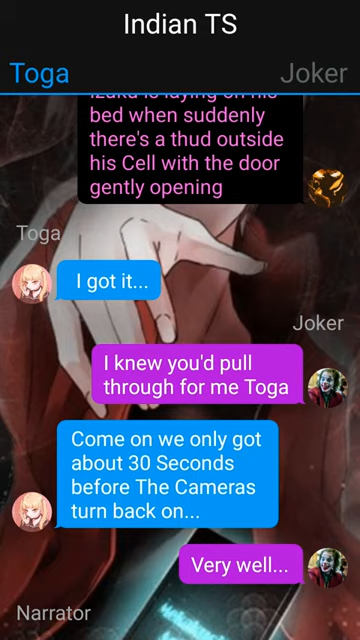 Indian TS
Toga
Joker
Izuku is laying on his
bed when suddenly
there's a thud outside
his Cell with the door
gently opening
Toga
I got it...
Joker
I knew you'd pull
through for me Toga
Come on we only got
about 30 Seconds
before The Cameras
turn back on...
Very well...
Narrator